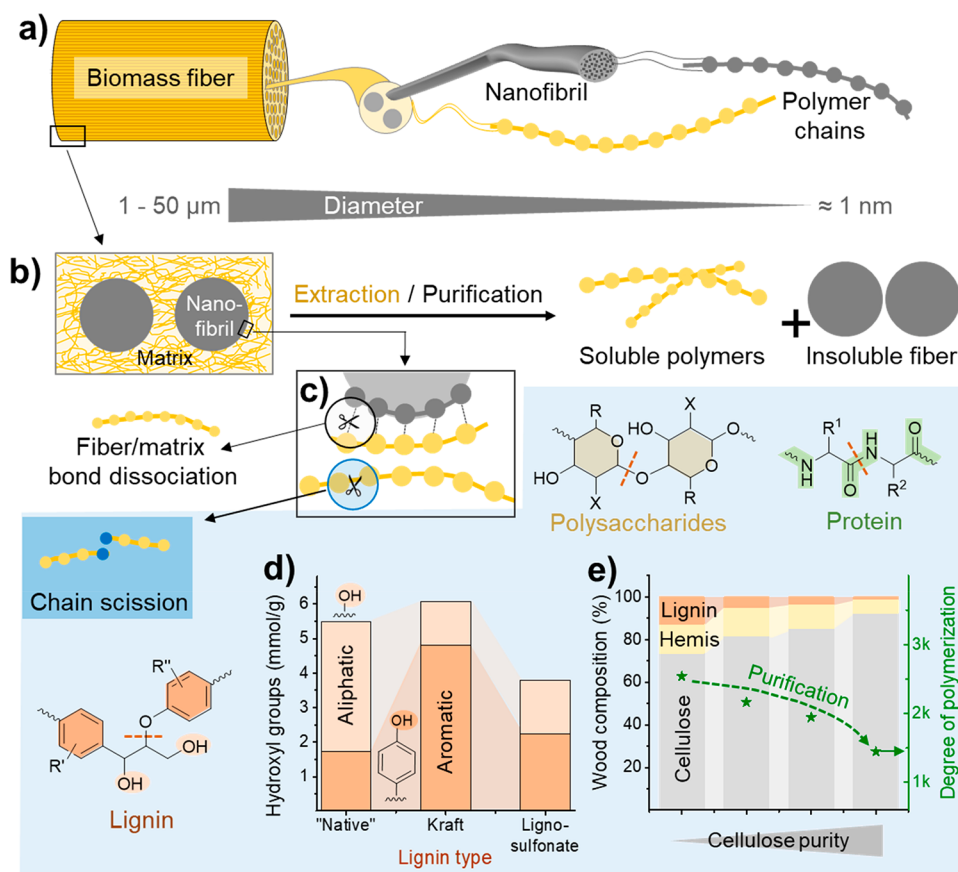 a)
Biomass fiber
Nanofibril
Polymer
chains
1 - 50 µm
Diameter
≈ 1 nm
b)
Nano-
fibril
Matrix
Extraction / Purification
Soluble polymers
+
Insoluble fiber
c)
Fiber/matrix
bond dissociation
Chain scission
R
O
HO
X
O
HO
X
O
O
R
Polysaccharides
R¹
H
N
O
N
H
O
R²
Protein
R''
O
R'
OH
OH
Lignin
d)
Hydroxyl groups (mmol/g)
6
5
4
3
2
1
OH
Aliphatic
OH
Aromatic
"Native"
Kraft
Ligno-
sulfonate
Lignin type
e)
Wood composition (%)
100
80
60
40
20
Lignin
Hemis
Cellulose
Purification
3k
2k
1k
Degree of polymerization
Cellulose purity